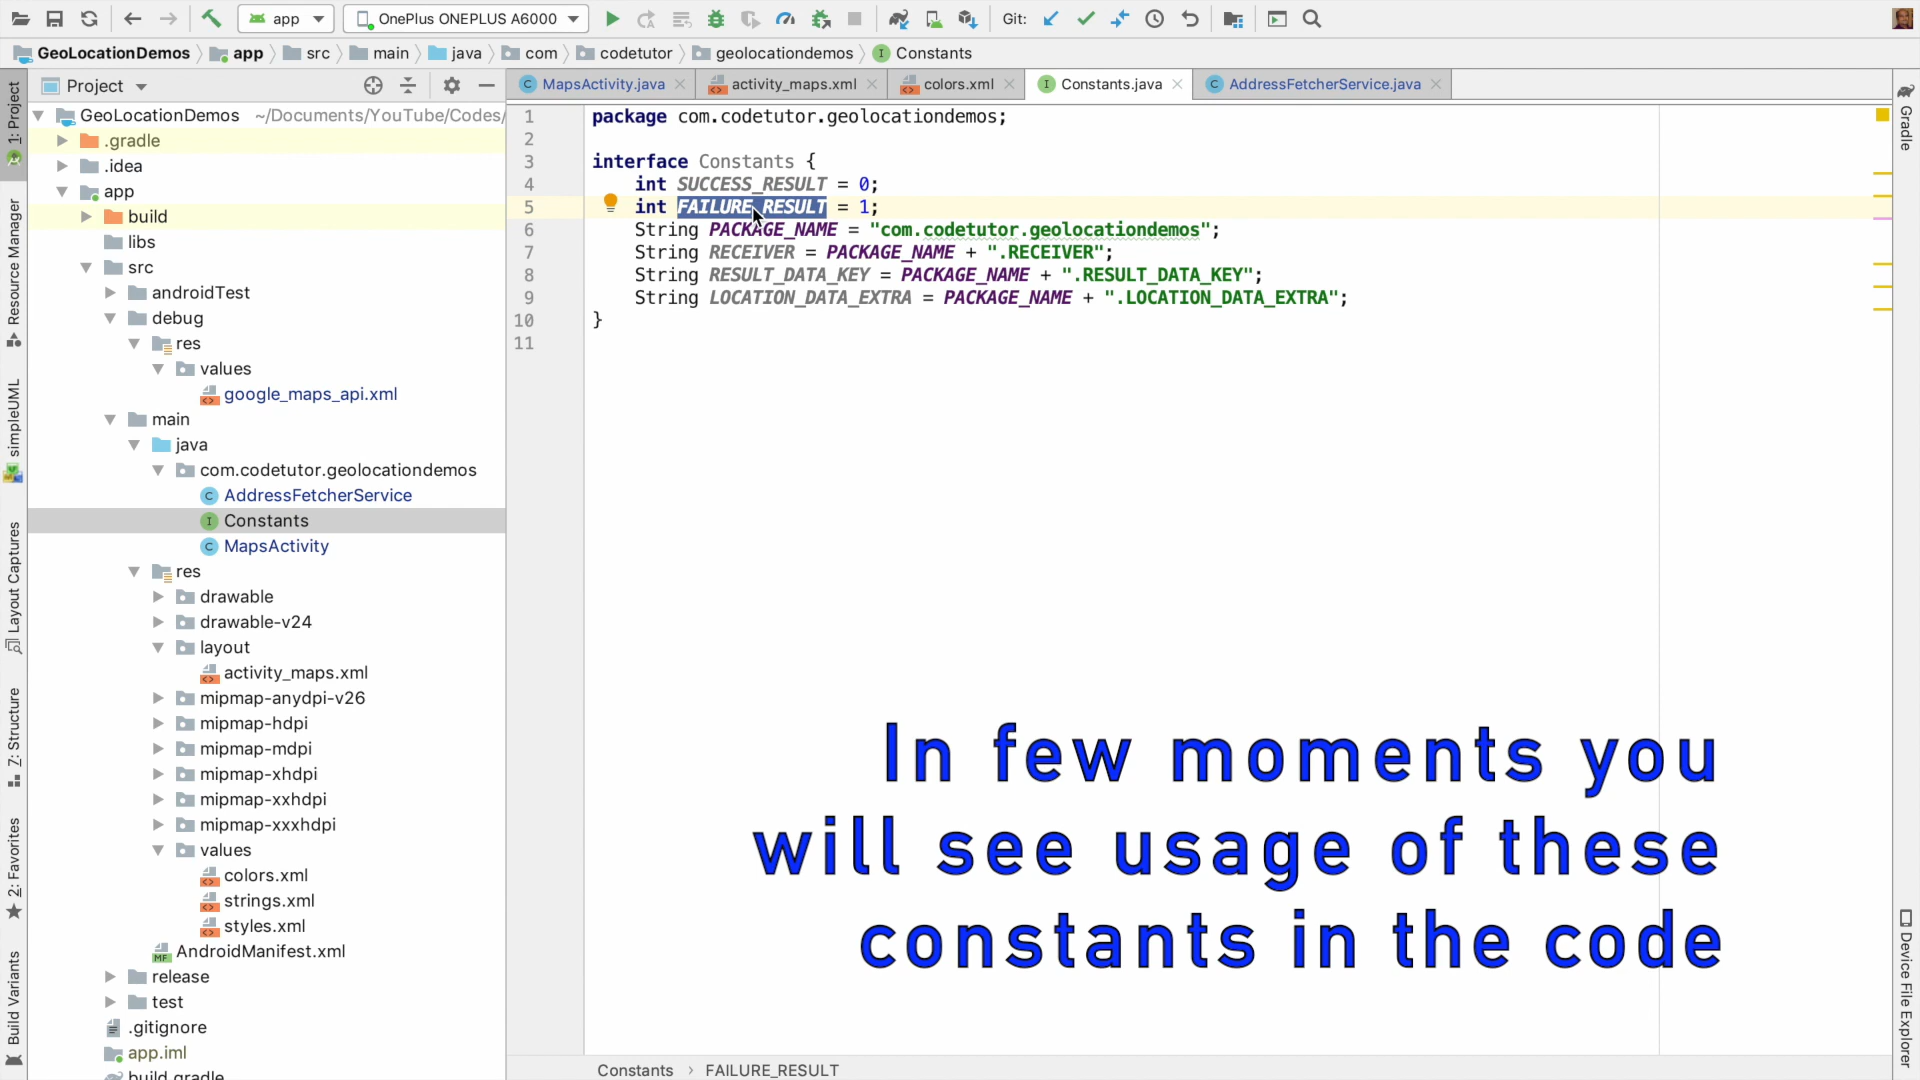 app
OnePlus ONEPLUS A6000
Git:
GeoLocationDemos
app
src
main
java
com
codetutor
geolocationdemos
Constants
Project
MapsActivity.java
activity_maps.xml
colors.xml
Constants.java
AddressFetcherService.java
1: Project
Resource Manager
simpleUML
Layout Captures
7: Structure
2: Favorites
Build Variants
GeoLocationDemos ~/Documents/YouTube/Codes/
.gradle
.idea
app
build
libs
src
androidTest
debug
res
values
google_maps_api.xml
main
java
com.codetutor.geolocationdemos
AddressFetcherService
Constants
MapsActivity
res
drawable
drawable-v24
layout
activity_maps.xml
mipmap-anydpi-v26
mipmap-hdpi
mipmap-mdpi
mipmap-xhdpi
mipmap-xxhdpi
mipmap-xxxhdpi
values
colors.xml
strings.xml
styles.xml
AndroidManifest.xml
release
test
.gitignore
app.iml
build.gradle
1 package com.codetutor.geolocationdemos;
2
3 interface Constants {
4 int SUCCESS_RESULT = 0;
5 int FAILURE_RESULT = 1;
6 String PACKAGE_NAME = "com.codetutor.geolocationdemos";
7 String RECEIVER = PACKAGE_NAME + ".RECEIVER";
8 String RESULT_DATA_KEY = PACKAGE_NAME + ".RESULT_DATA_KEY";
9 String LOCATION_DATA_EXTRA = PACKAGE_NAME + ".LOCATION_DATA_EXTRA";
10 }
11
In few moments you
will see usage of these
constants in the code
Constants › FAILURE_RESULT
Gradle
Device File Explorer